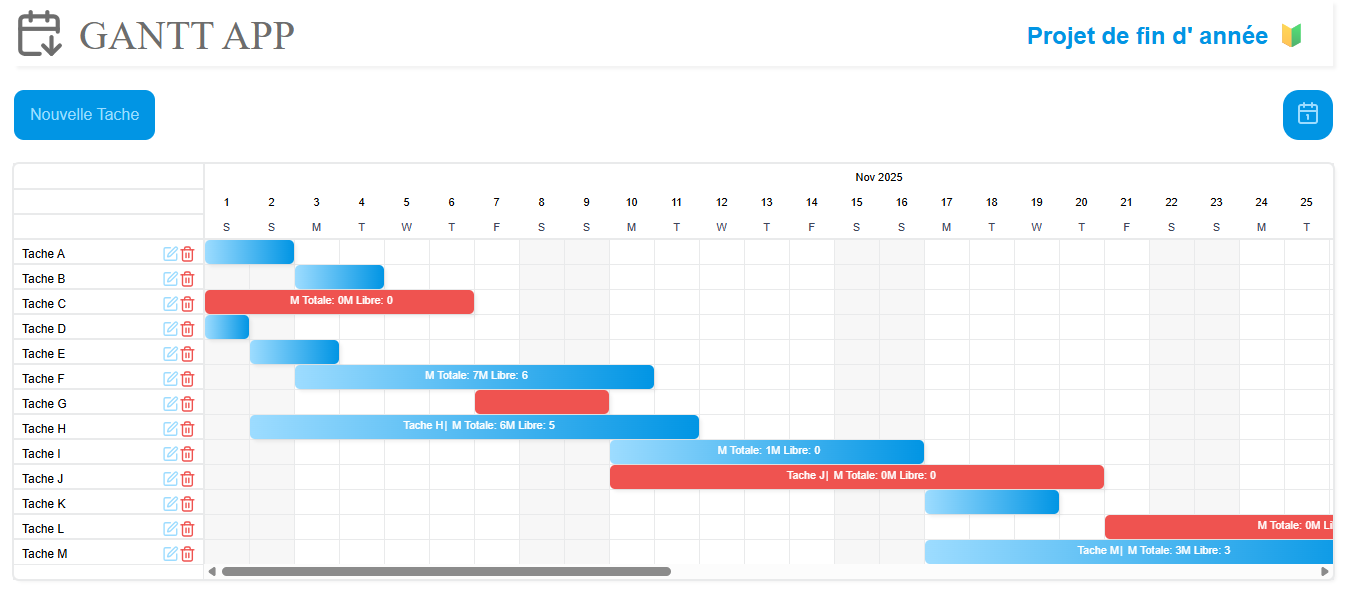 GANTT APP
Projet de fin d' année
Nouvelle Tache
1
Nov 2025
1 2 3 4 5 6 7 8 9 10 11 12 13 14 15 16 17 18 19 20 21 22 23 24 25
S S M T W T F S S M T W T F S S M T W T F S S M T
Tache A
Tache B
Tache C M Totale: 0M Libre: 0
Tache D
Tache E
Tache F M Totale: 7M Libre: 6
Tache G
Tache H Tache H| M Totale: 6M Libre: 5
Tache I M Totale: 1M Libre: 0
Tache J Tache J| M Totale: 0M Libre: 0
Tache K
Tache L M Totale: 0M Li
Tache M Tache M| M Totale: 3M Libre: 3